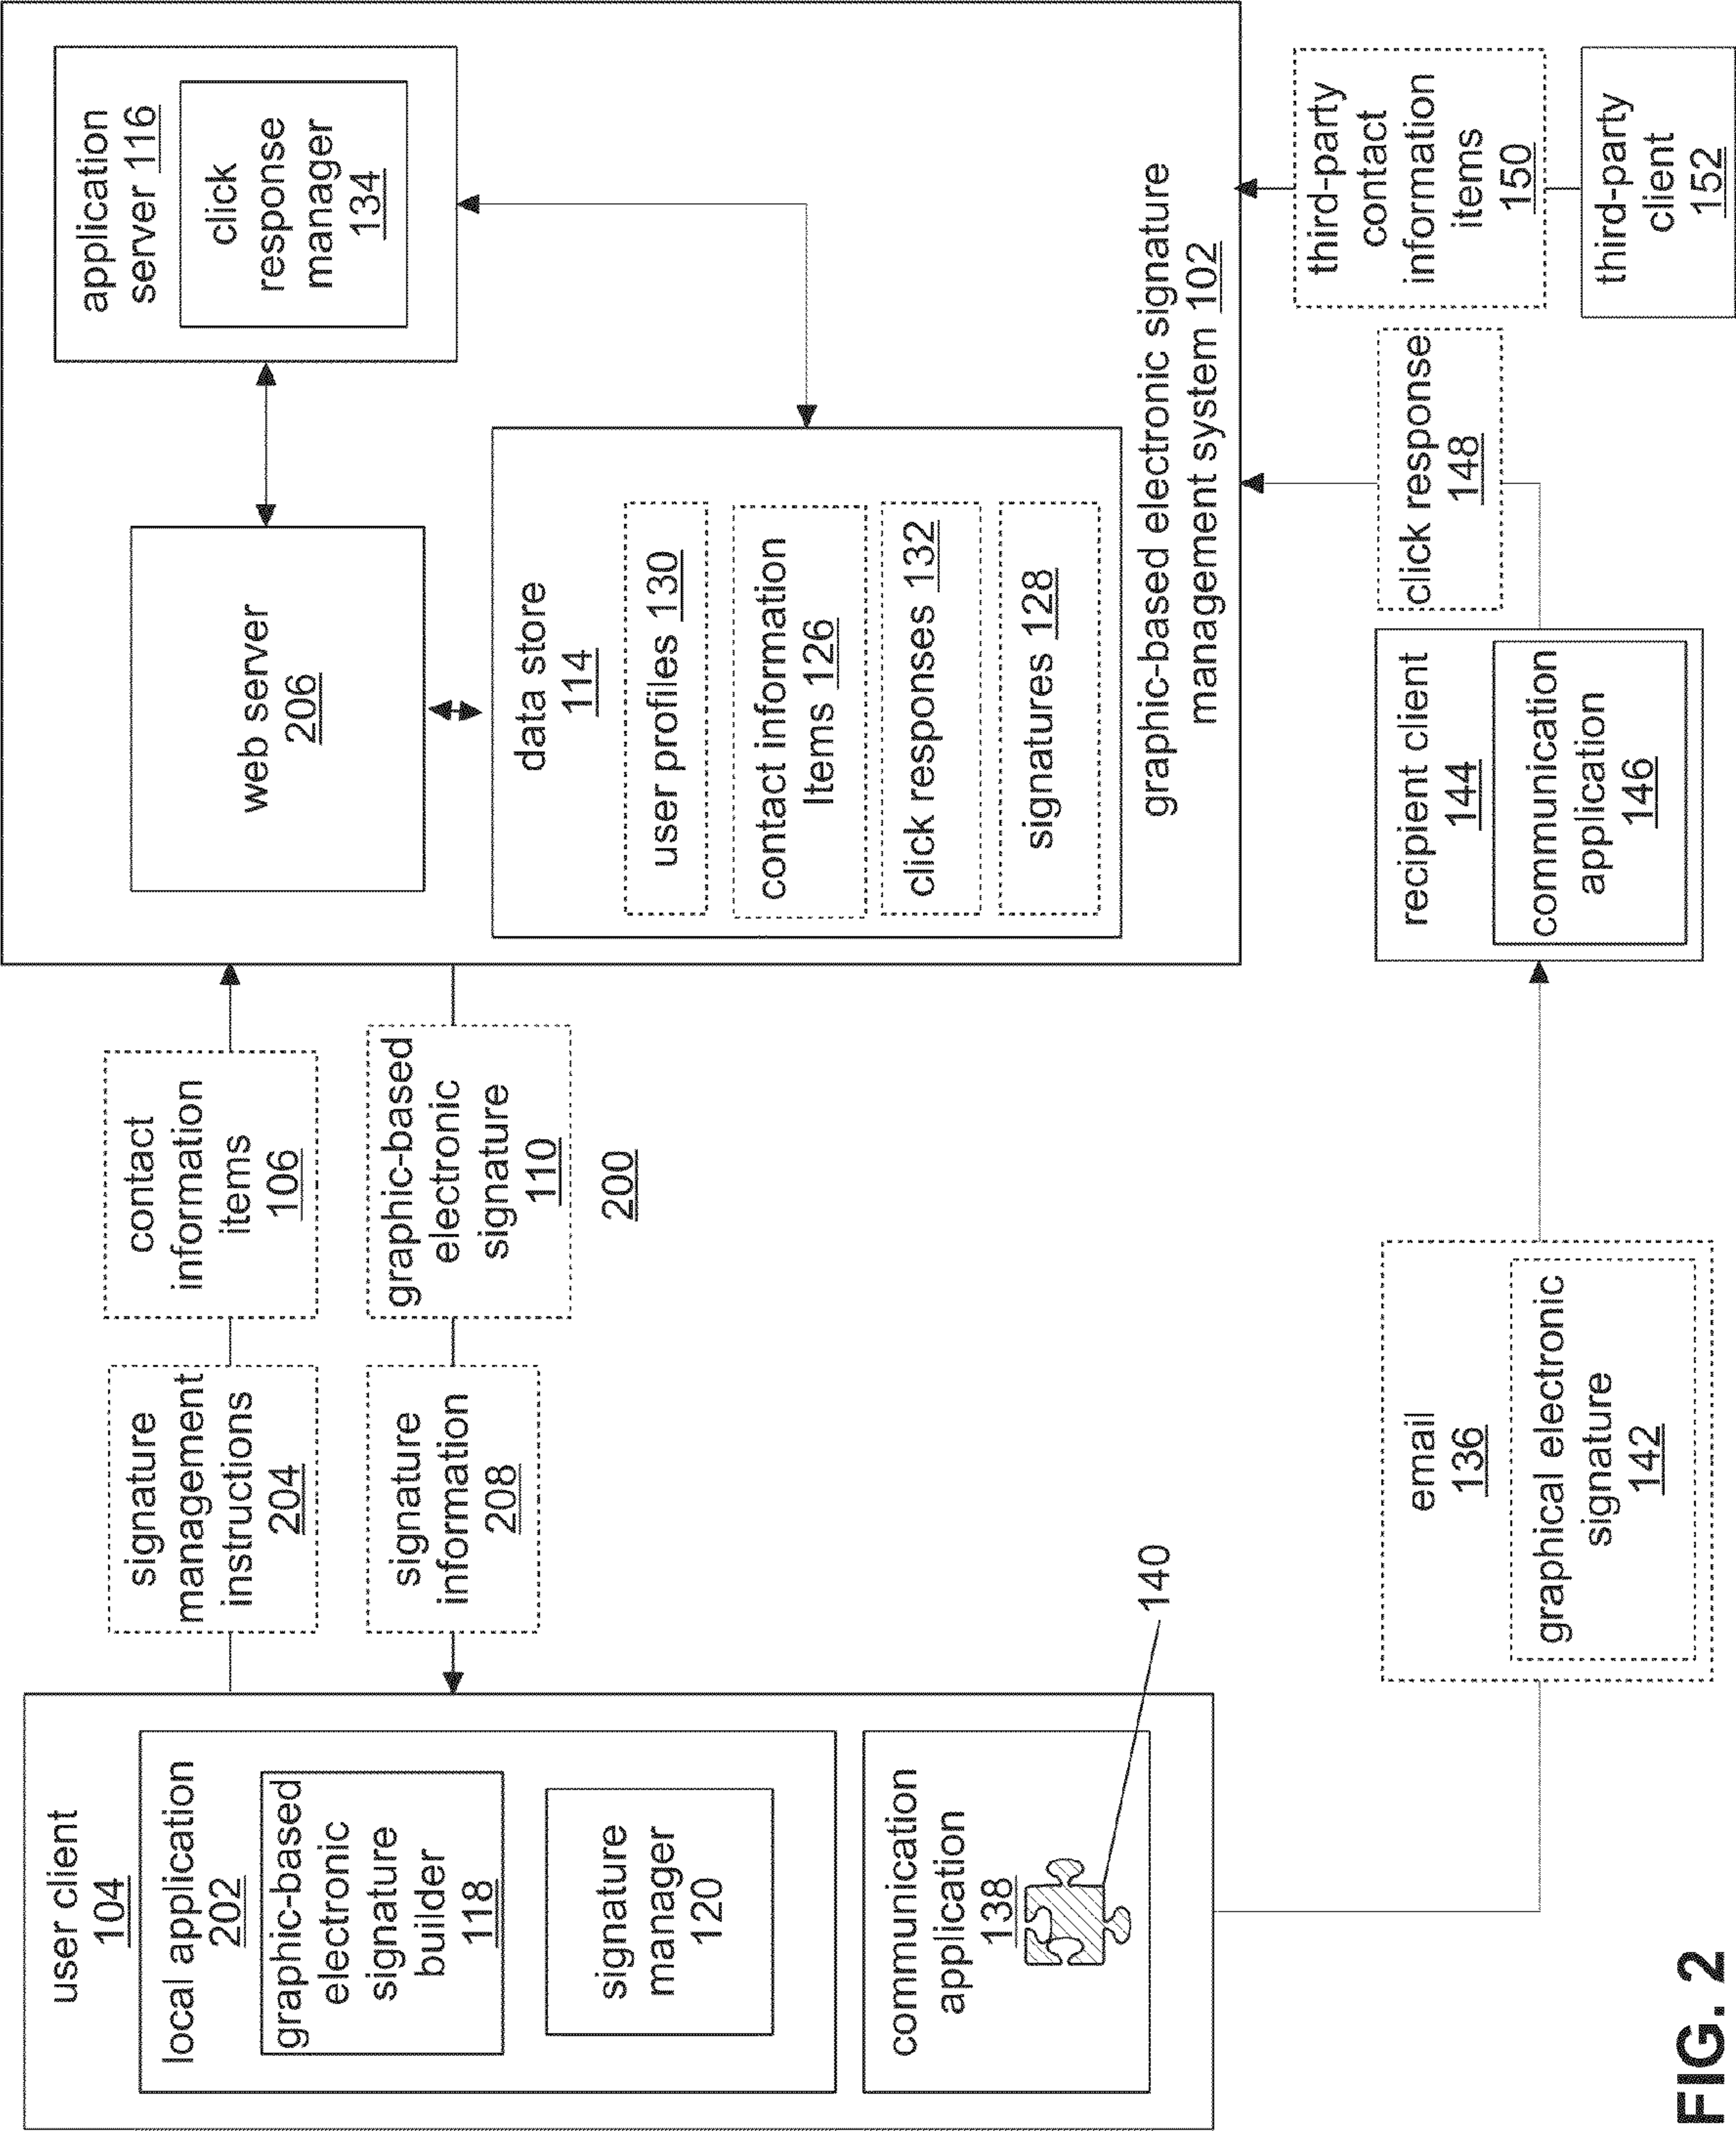 user client
104
local application
202
graphic-based
electronic
signature
builder
118
signature
manager
120
communication
application
138
140
signature
management
instructions
204
contact
information
items
106
signature
information
208
graphic-based
electronic
signature
110
200
web server
206
application
server 116
click
response
manager
134
data store
114
user profiles 130
contact information
Items 126
click responses 132
signatures 128
graphic-based electronic signature
management system 102
email
136
graphical electronic
signature
142
recipient client
144
communication
application
146
click response
148
third-party
contact
information
items
150
third-party
client
152
FIG. 2